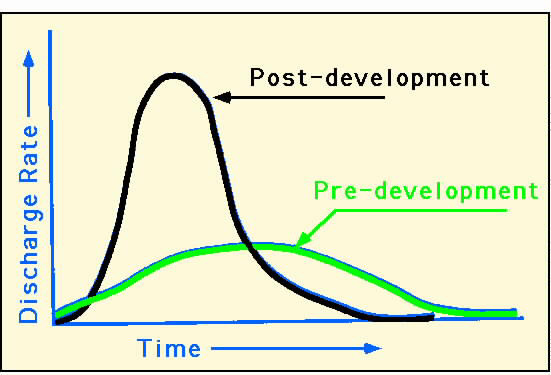 Post-development
Pre-development
Discharge Rate
Time